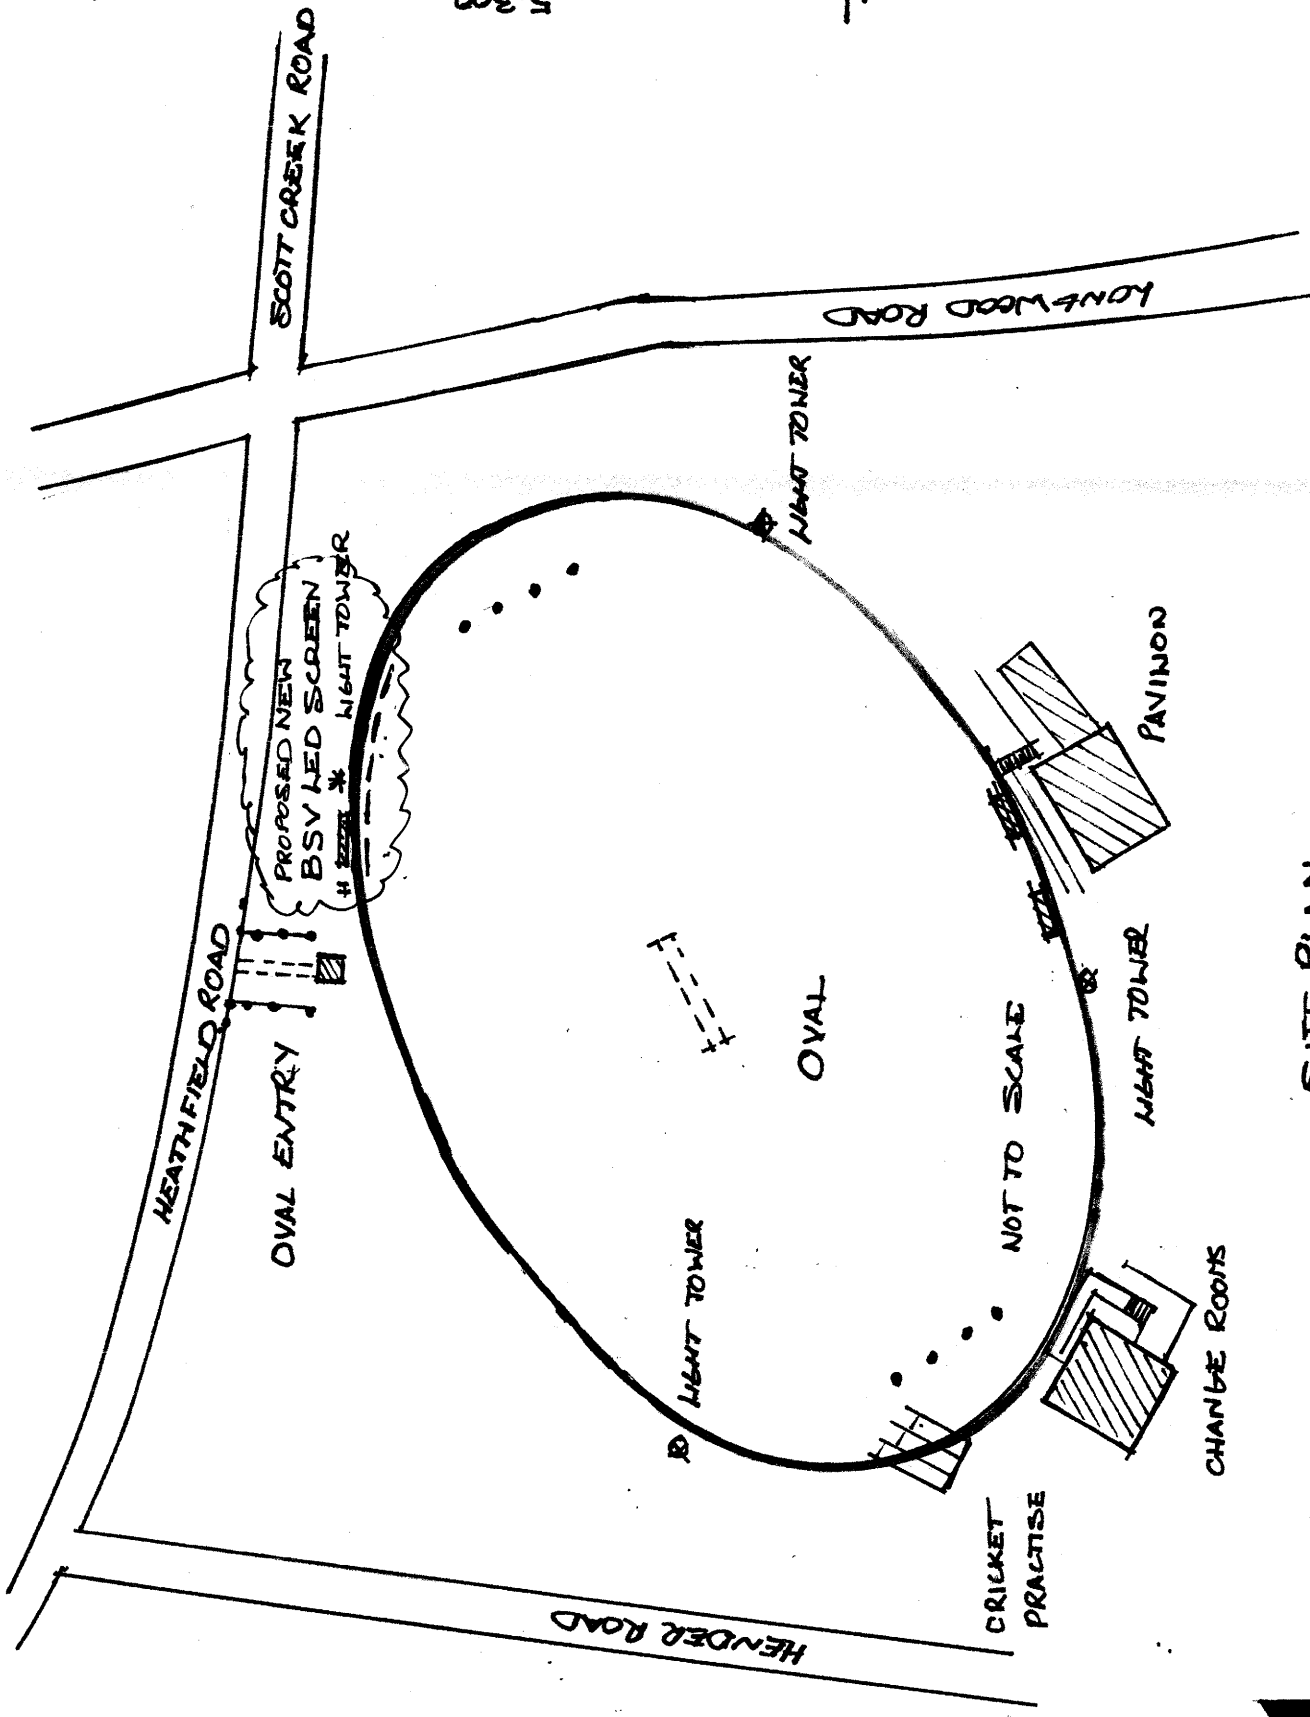 SCOTT CREEK ROAD
LONGWOOD ROAD
HEATHFIELD ROAD
PROPOSED NEW
BSV LED SCREEN
LIGHT TOWER
OVAL ENTRY
LIGHT TOWER
OVAL
NOT TO SCALE
LIGHT TOWER
PAVILION
LIGHT TOWER
CHANGE ROOMS
CRICKET
PRACTISE
HENDER ROAD